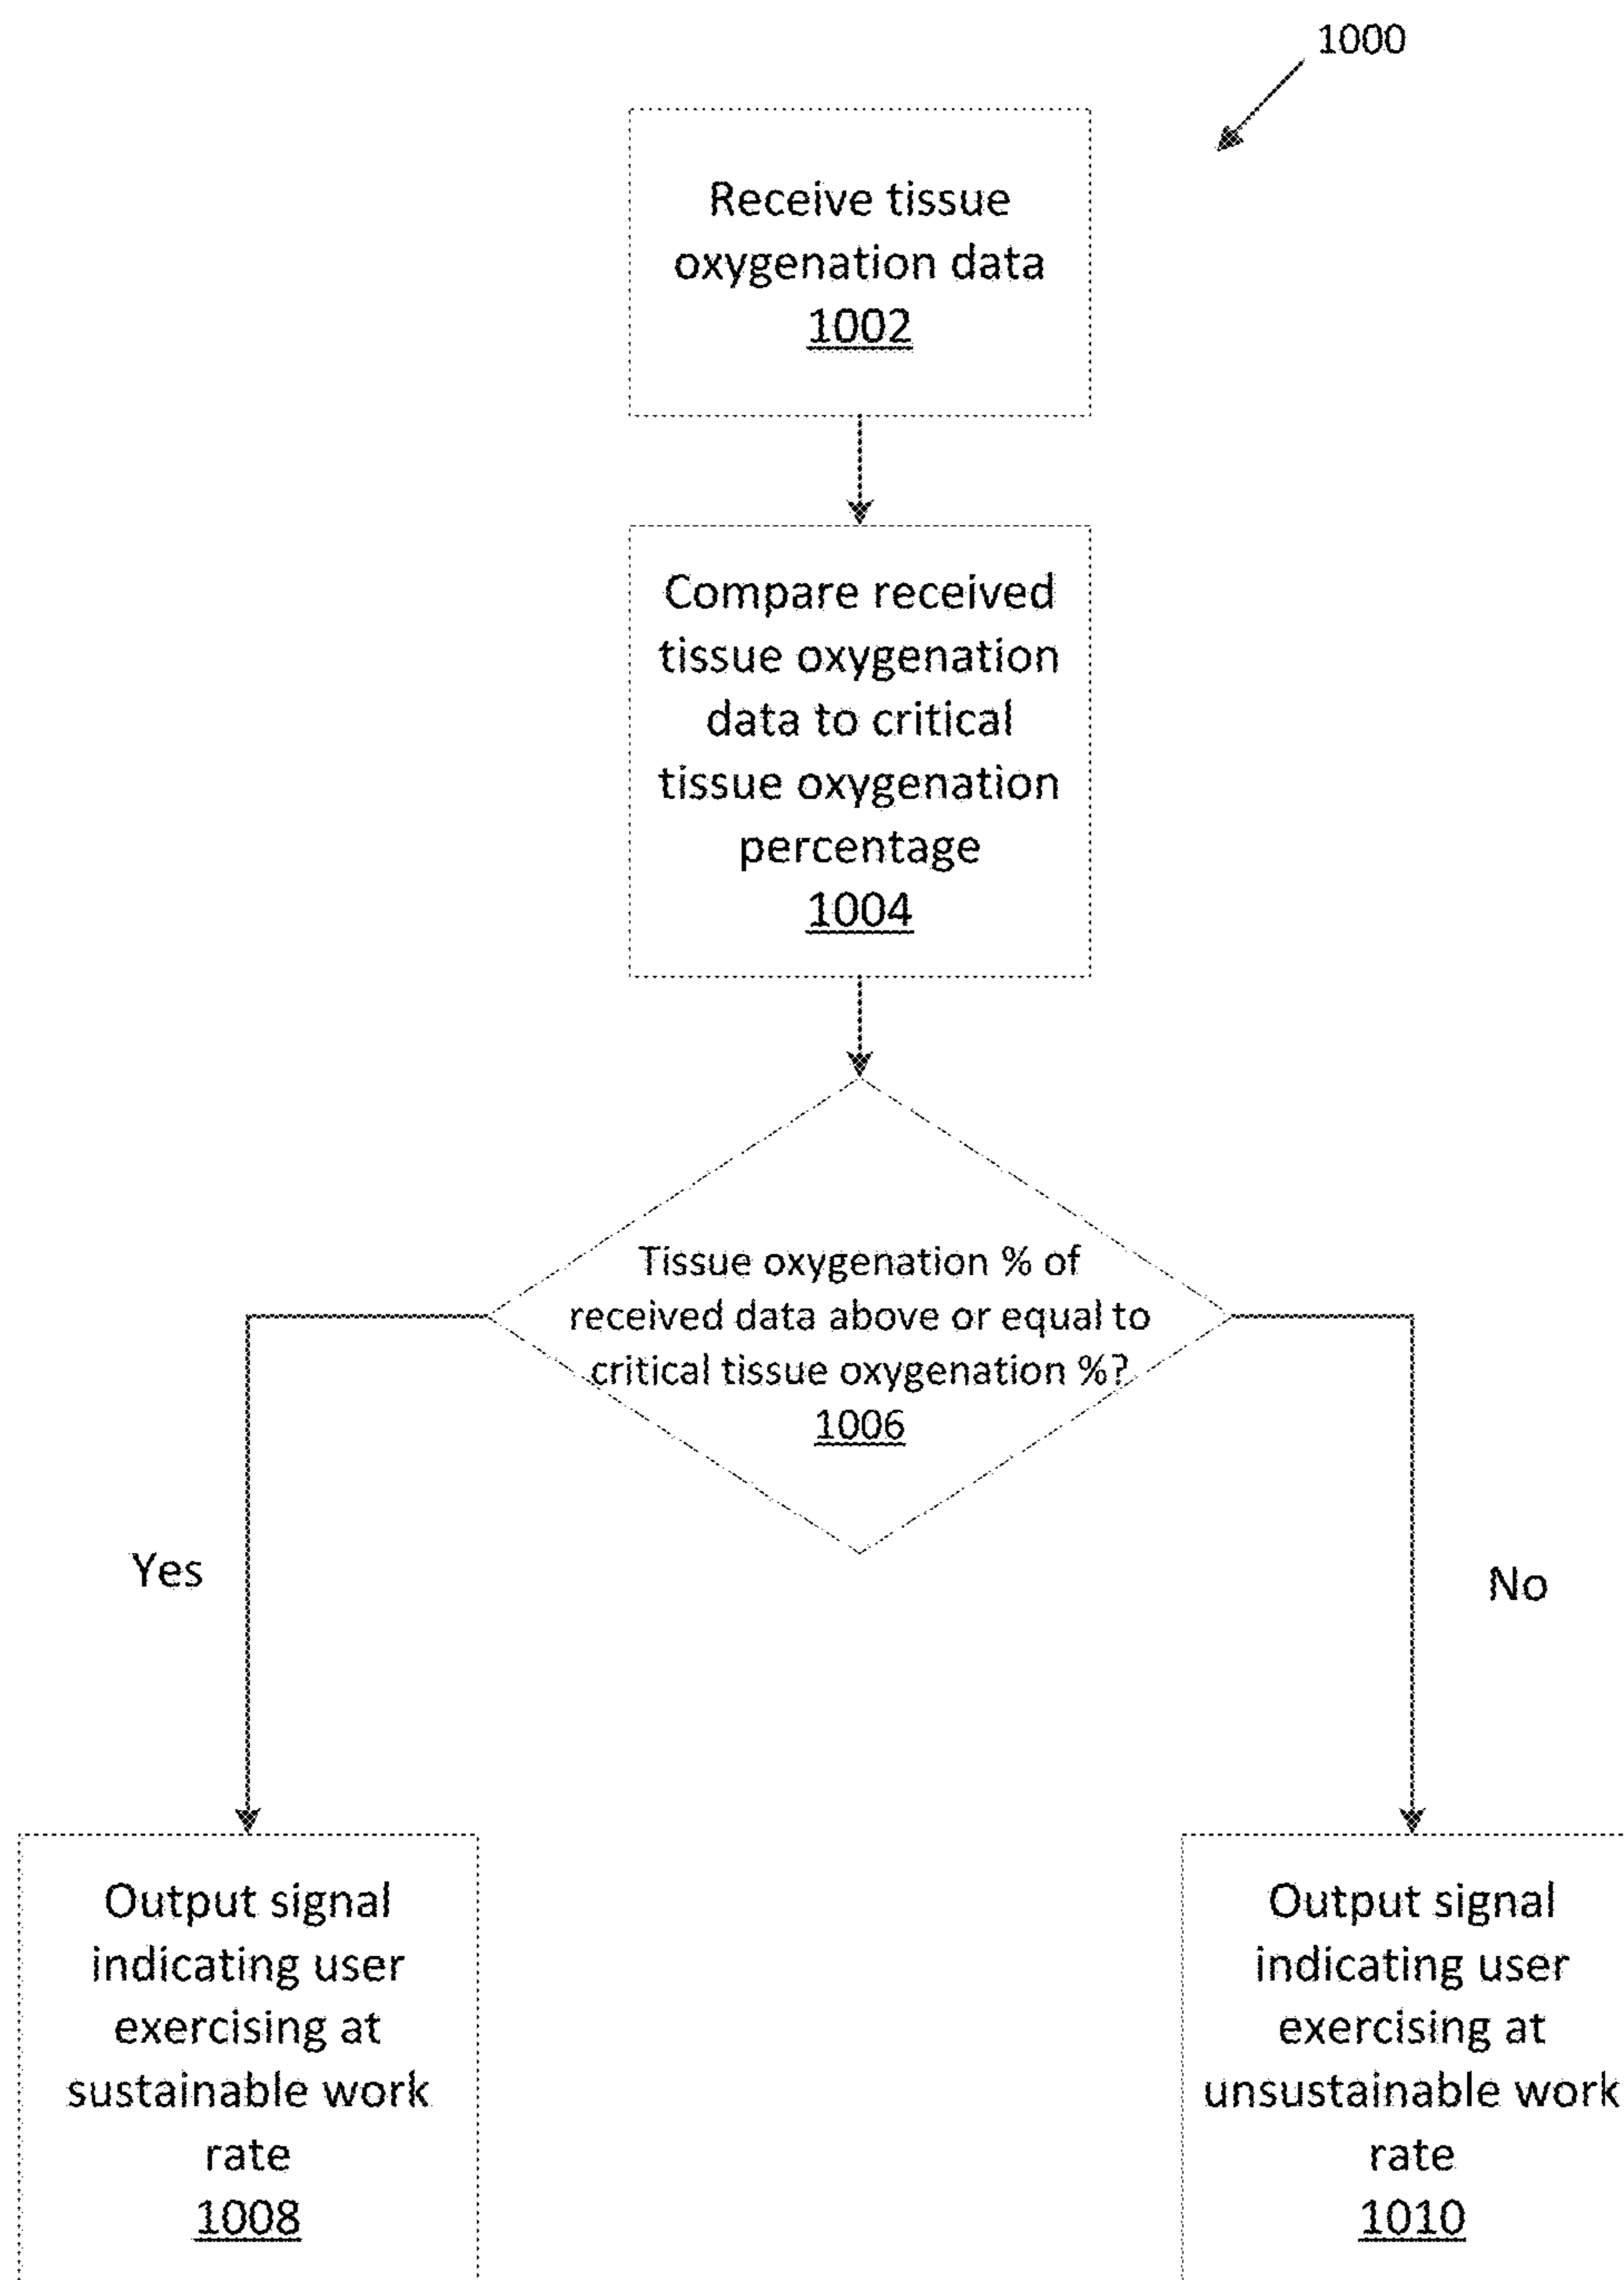 1000
Receive tissue
oxygenation data
1002
Compare received
tissue oxygenation
data to critical
tissue oxygenation
percentage
1004
Tissue oxygenation % of
received data above or equal to
critical tissue oxygenation %?
1006
Yes
No
Output signal
indicating user
exercising at
sustainable work
rate
1008
Output signal
indicating user
exercising at
unsustainable work
rate
1010